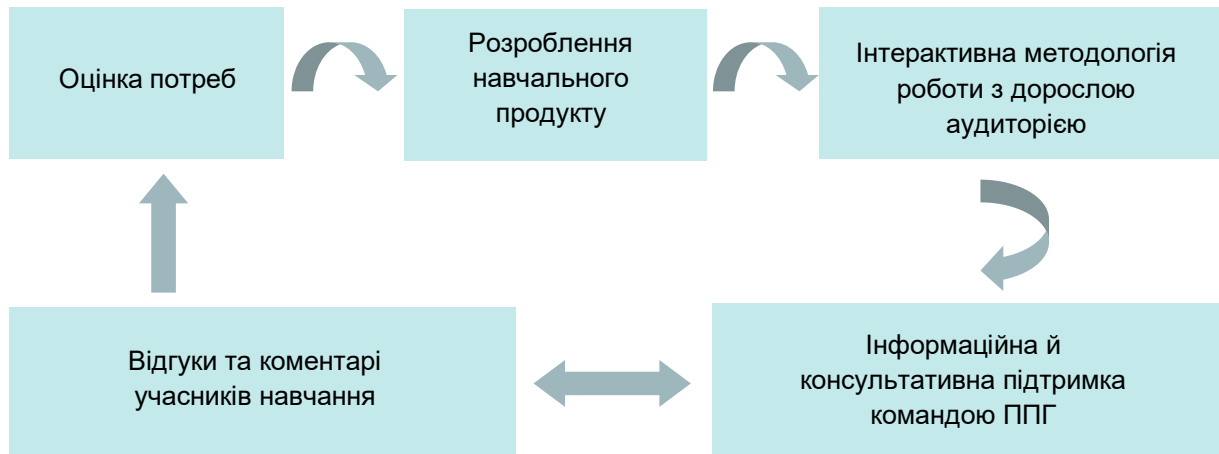 Оцінка потреб
Розроблення
навчального
продукту
Інтерактивна методологія
роботи з дорослою
аудиторією
Відгуки та коментарі
учасників навчання
Інформаційна й
консультативна підтримка
командою ППГ